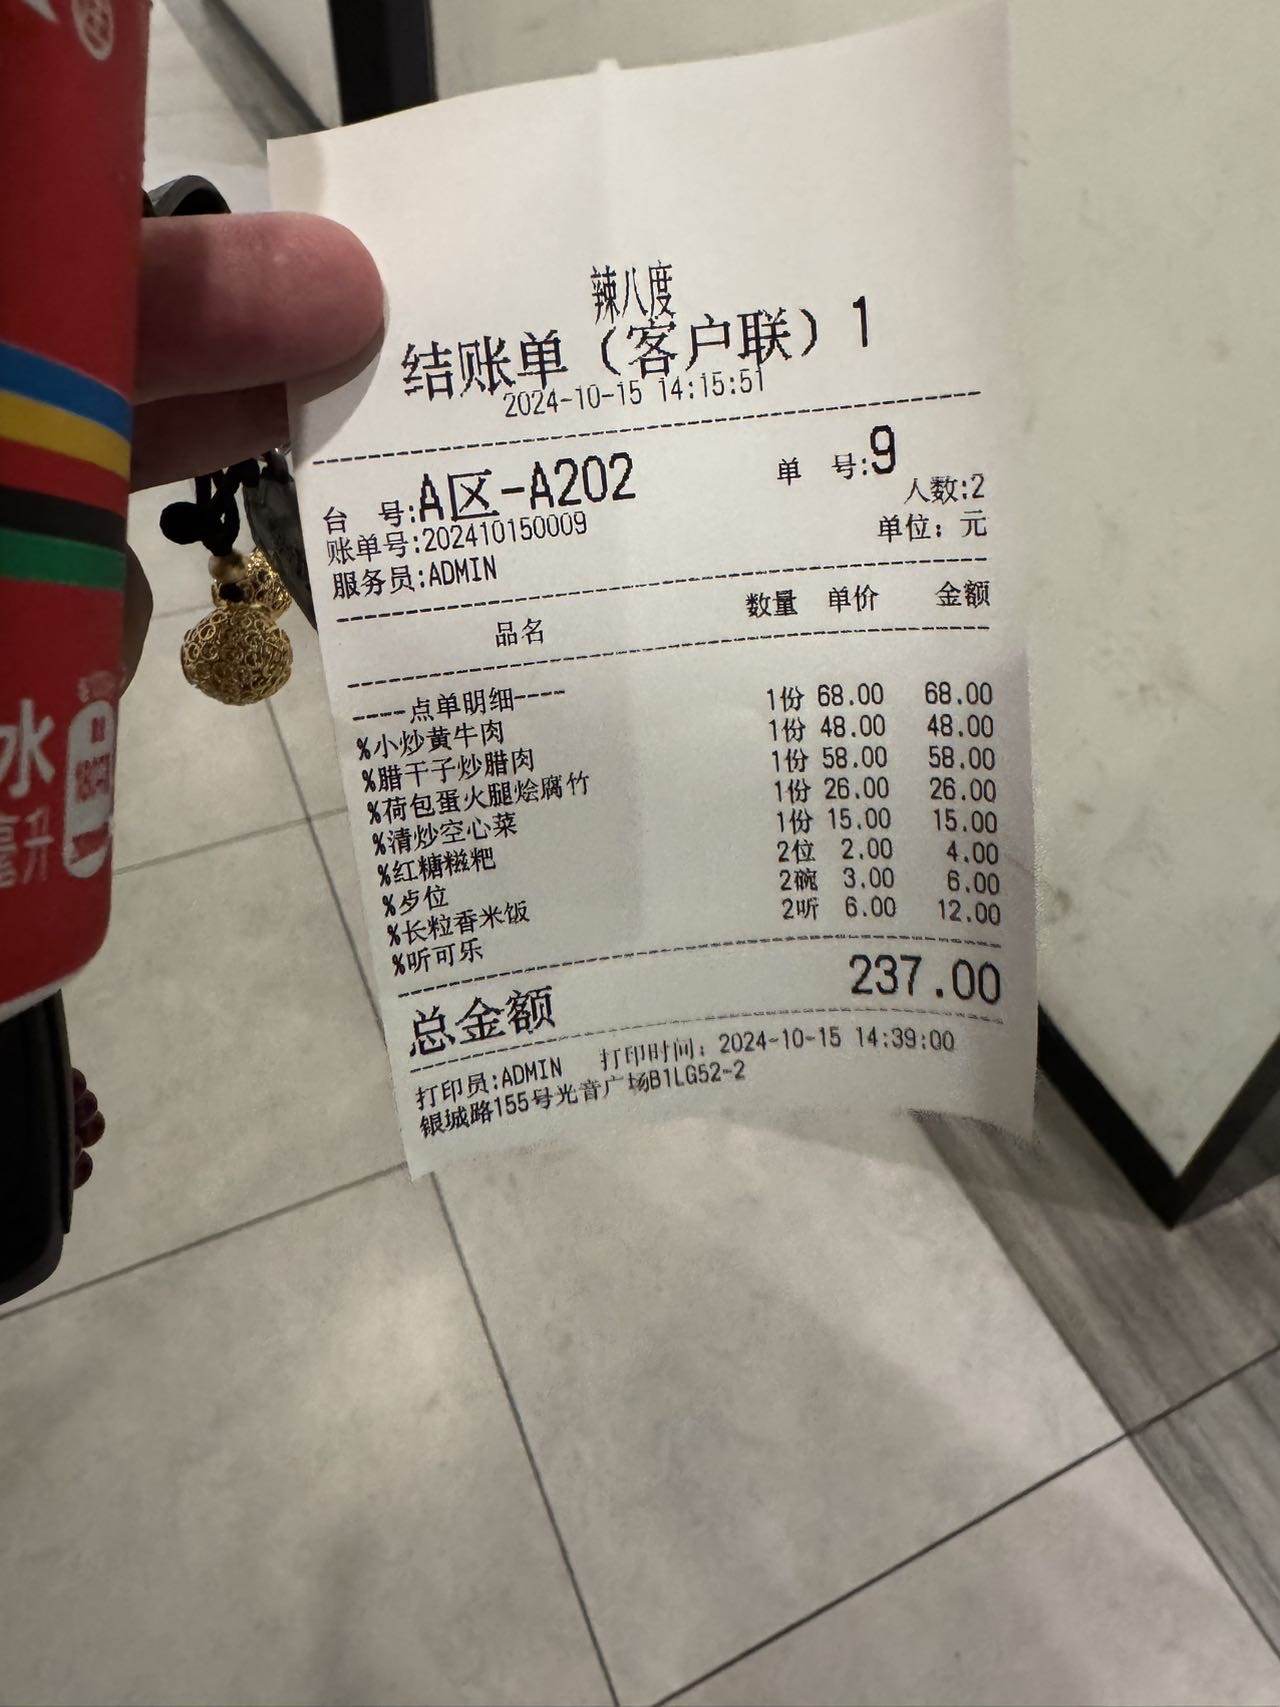 辣八度
结账单（客户联）1
2024-10-15 14:15:51
台 号:A区-A202 单 号:9
人数:2
账单号:202410150009 单位：元
服务员:ADMIN
品名 数量 单价 金额
----点单明细----
%小炒黄牛肉 1份 68.00 68.00
%腊干子炒腊肉 1份 48.00 48.00
%荷包蛋火腿烩腐竹 1份 58.00 58.00
%清炒空心菜 1份 26.00 26.00
%红糖糍粑 1份 15.00 15.00
%歺位 2位 2.00 4.00
%长粒香米饭 2碗 3.00 6.00
%听可乐 2听 6.00 12.00
总金额 237.00
打印员:ADMIN 打印时间：2024-10-15 14:39:00
银城路155号光音广场B1LG52-2
水
毫升